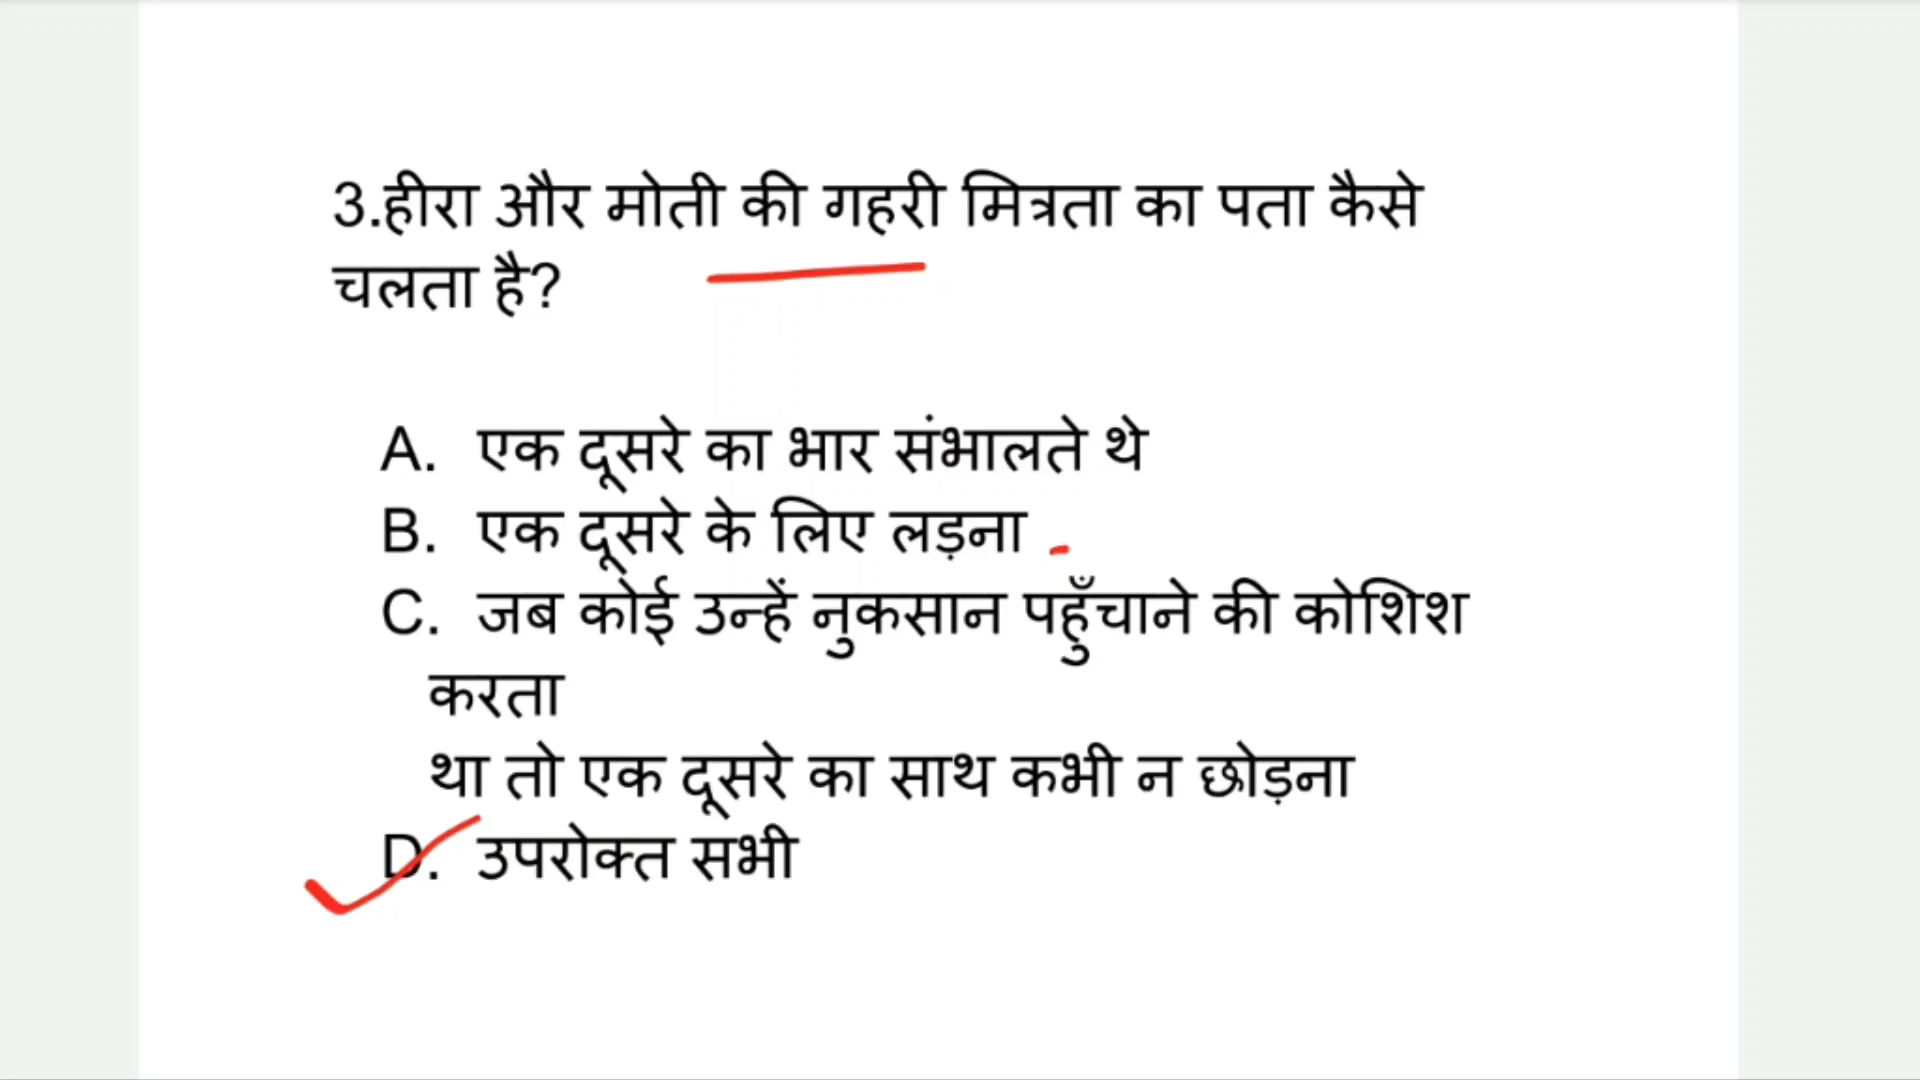 3.हीरा और मोती की गहरी मित्रता का पता कैसे
चलता है?
A. एक दूसरे का भार संभालते थे
B. एक दूसरे के लिए लड़ना
C. जब कोई उन्हें नुकसान पहुँचाने की कोशिश
करता
था तो एक दूसरे का साथ कभी न छोड़ना
D. उपरोक्त सभी